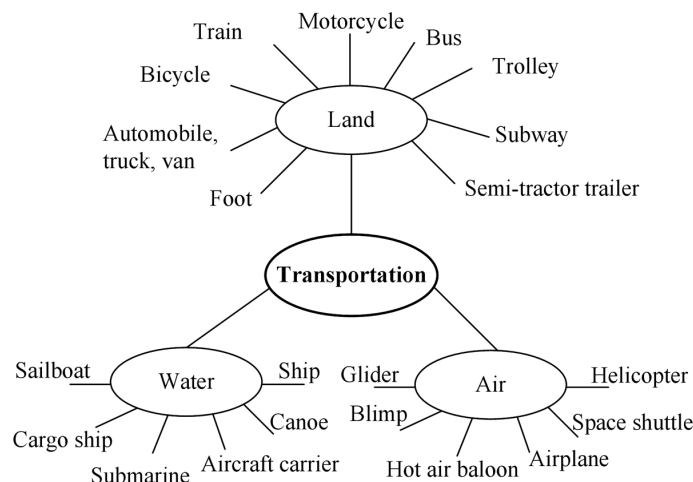 Motorcycle
Train
Bus
Bicycle
Trolley
Land
Automobile,
truck, van
Subway
Foot
Semi-tractor trailer
Transportation
Sailboat
Water
Ship
Cargo ship
Canoe
Submarine
Aircraft carrier
Glider
Air
Helicopter
Blimp
Space shuttle
Hot air baloon
Airplane